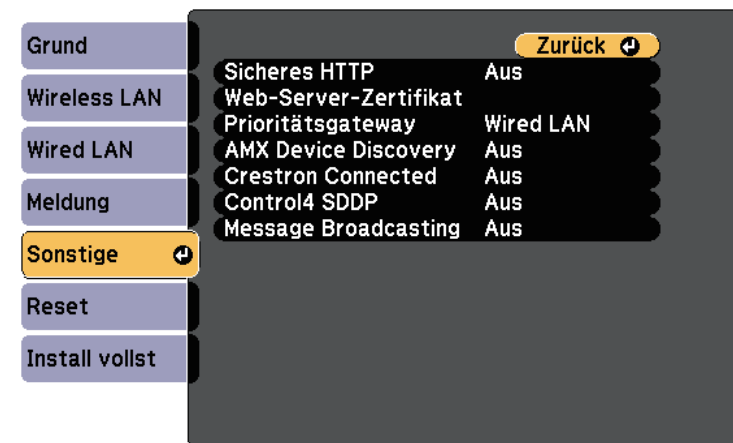 Grund
Wireless LAN
Wired LAN
Meldung
Sonstige
Reset
Install vollst
Zurück
Sicheres HTTP Aus
Web-Server-Zertifikat
Prioritätsgateway Wired LAN
AMX Device Discovery Aus
Crestron Connected Aus
Control4 SDDP Aus
Message Broadcasting Aus